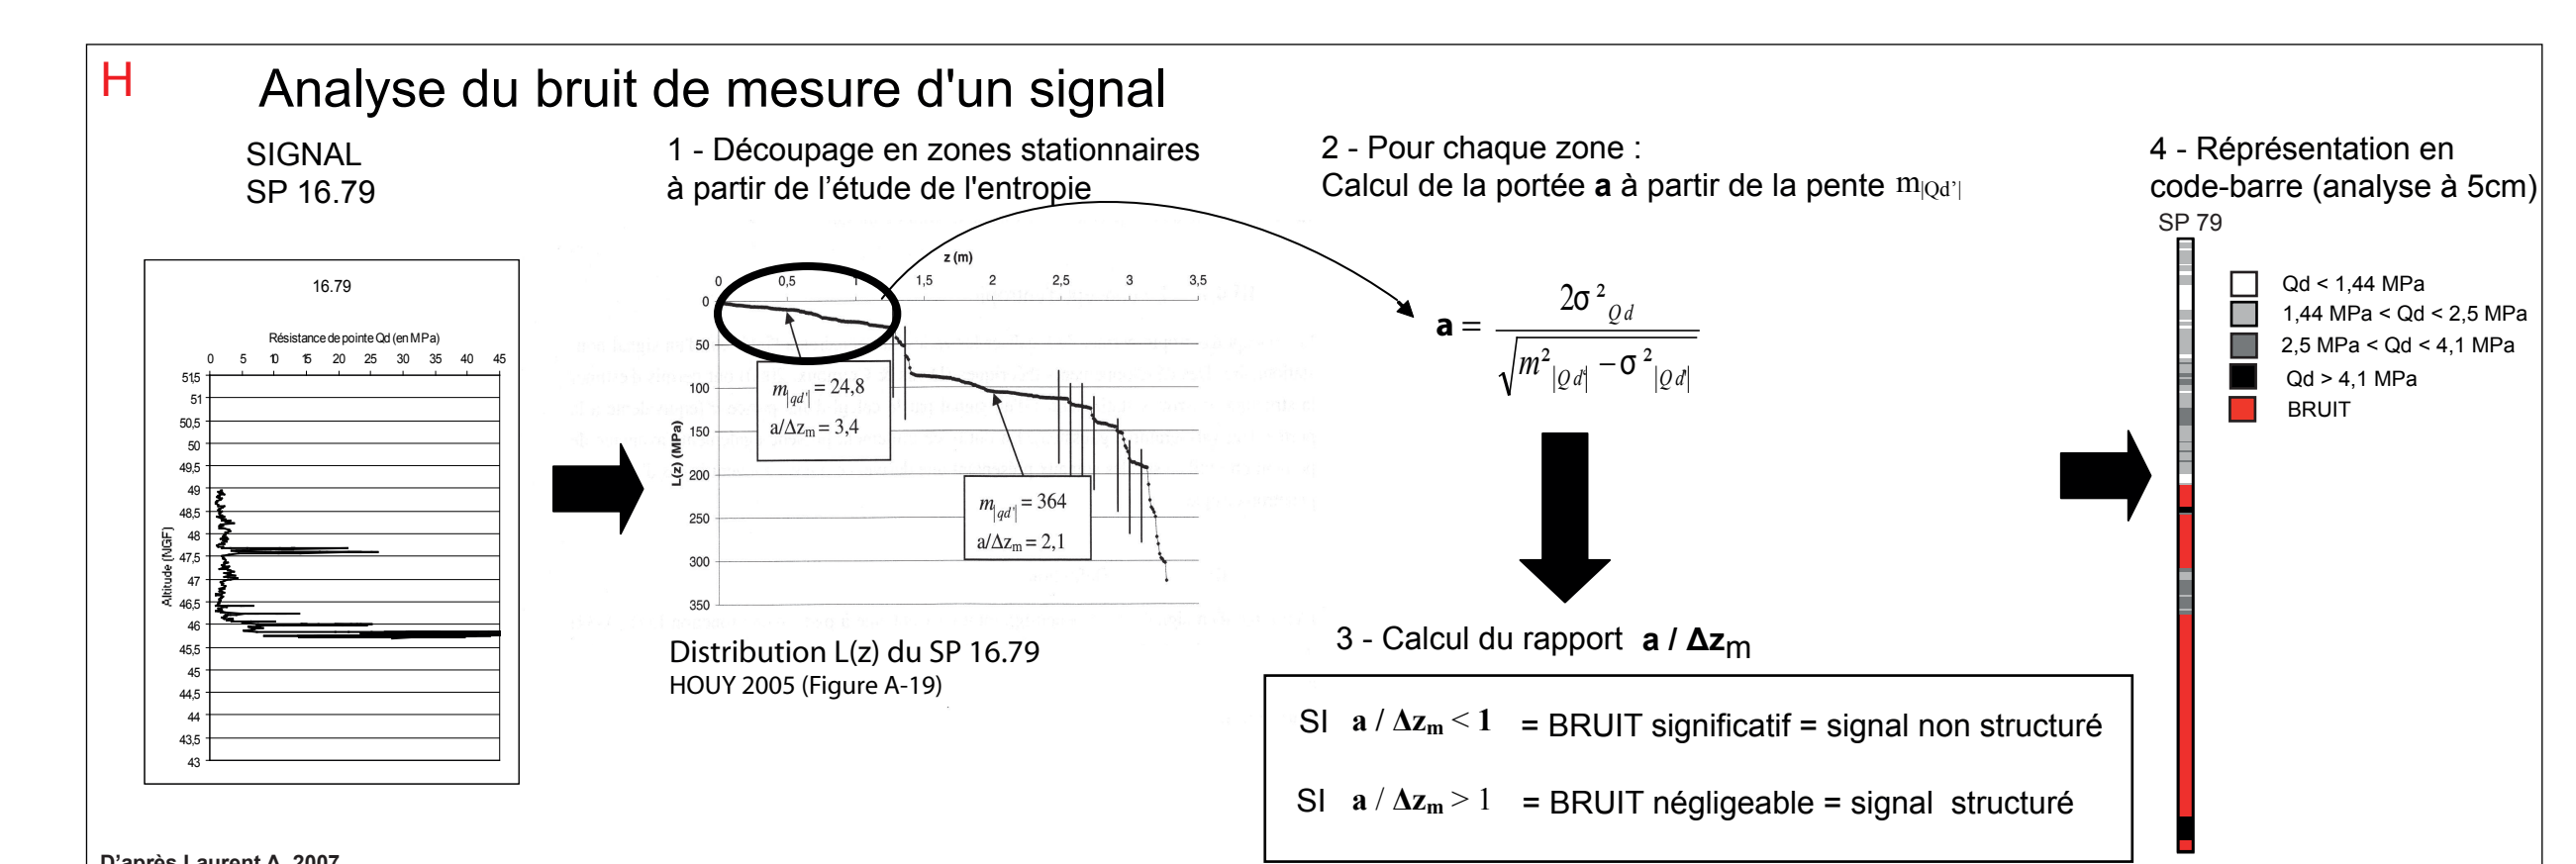 H
Analyse du bruit de mesure d'un signal
SIGNAL
SP 16.79
16.79
Résistance de pointe Qd (en MPa)
0 5 10 15 20 25 30 35 40 45
Altitude (NGF)
51,5
51
50,5
50
49,5
49
48,5
48
47,5
47
46,5
46
45,5
45
44,5
44
43,5
43
1 - Découpage en zones stationnaires
à partir de l'étude de l'entropie
z (m)
0 0,5 1,5 2 2,5 3 3,5
L(z) (MPa)
0
50
100
150
200
250
300
350
m|qd'| = 24,8
a/Δzm = 3,4
m|qd'| = 364
a/Δzm = 2,1
Distribution L(z) du SP 16.79
HOUY 2005 (Figure A-19)
2 - Pour chaque zone :
Calcul de la portée a à partir de la pente m|Qd'|
a = 2σ²Qd / √(m²|Qd'| − σ²|Qd'|)
3 - Calcul du rapport a / Δzm
SI a / Δzm < 1 = BRUIT significatif = signal non structuré
SI a / Δzm > 1 = BRUIT négligeable = signal structuré
4 - Réprésentation en
code-barre (analyse à 5cm)
SP 79
Qd < 1,44 MPa
1,44 MPa < Qd < 2,5 MPa
2,5 MPa < Qd < 4,1 MPa
Qd > 4,1 MPa
BRUIT
D'après Laurent A. 2007